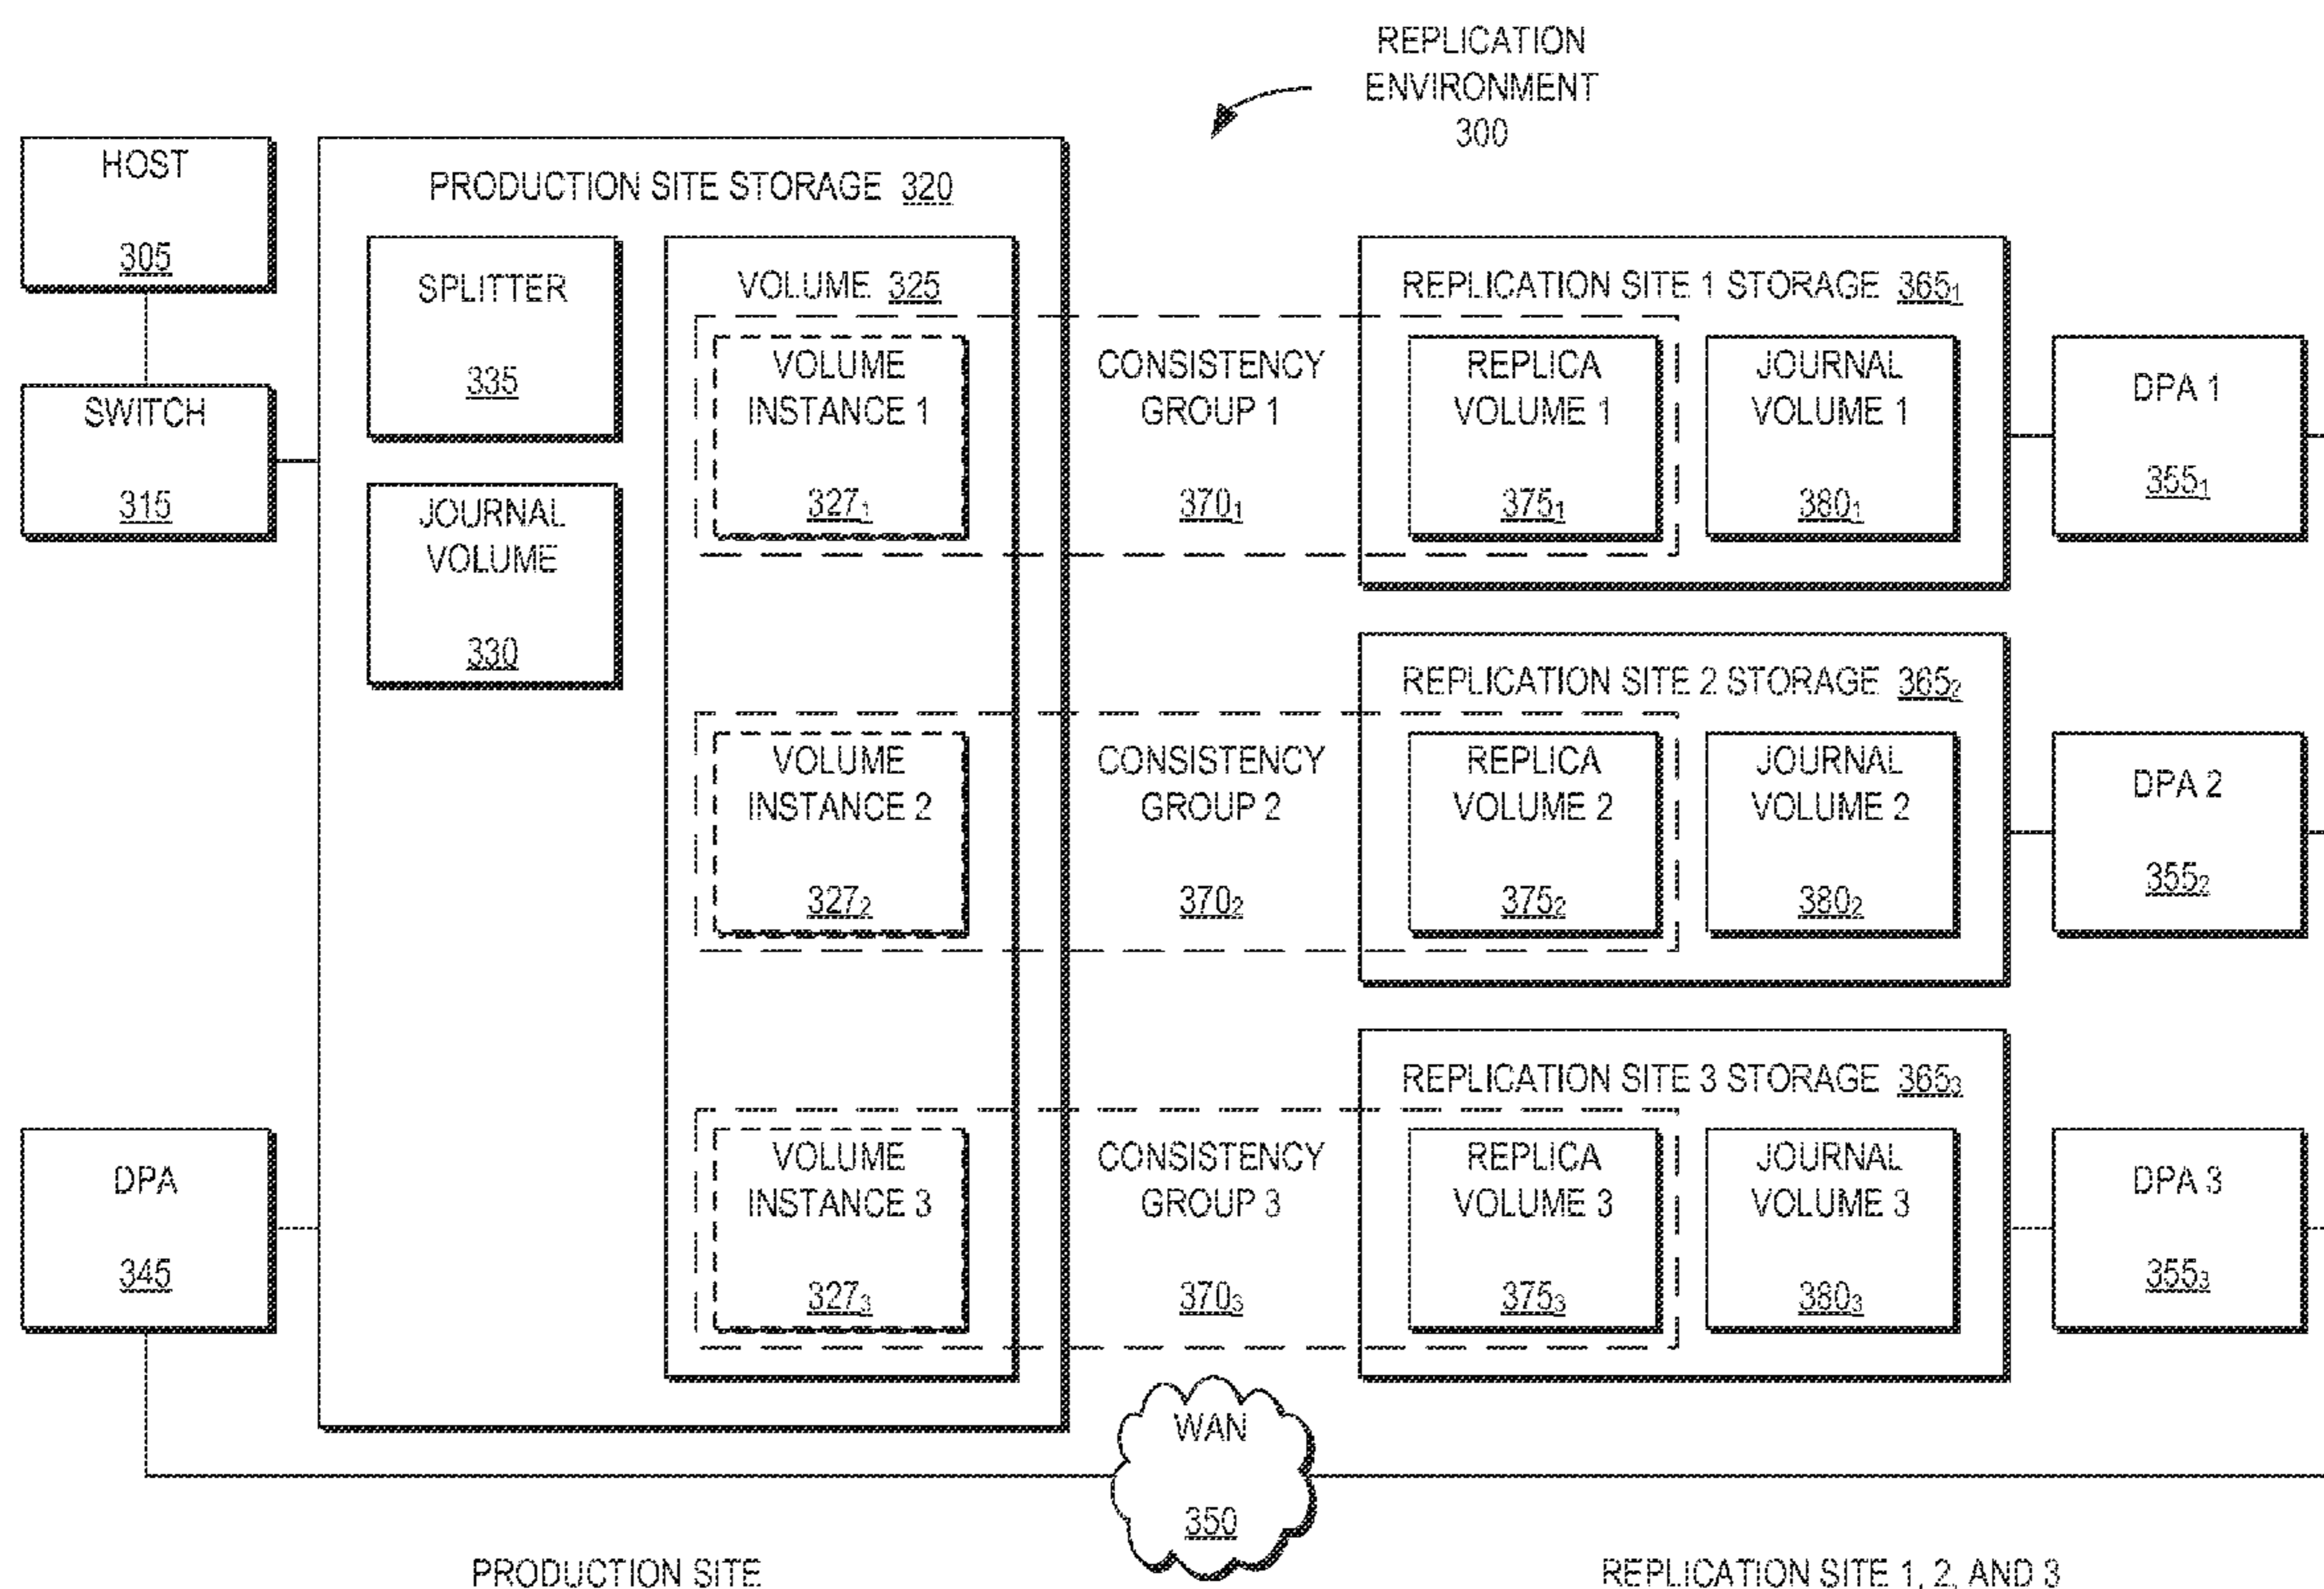 REPLICATION
ENVIRONMENT
300
HOST
305
SWITCH
315
PRODUCTION SITE STORAGE 320
SPLITTER
335
JOURNAL
VOLUME
330
VOLUME 325
VOLUME
INSTANCE 1
327₁
CONSISTENCY
GROUP 1
370₁
REPLICATION SITE 1 STORAGE 365₁
REPLICA
VOLUME 1
375₁
JOURNAL
VOLUME 1
380₁
DPA 1
355₁
VOLUME
INSTANCE 2
327₂
CONSISTENCY
GROUP 2
370₂
REPLICATION SITE 2 STORAGE 365₂
REPLICA
VOLUME 2
375₂
JOURNAL
VOLUME 2
380₂
DPA 2
355₂
DPA
345
VOLUME
INSTANCE 3
327₃
CONSISTENCY
GROUP 3
370₃
REPLICATION SITE 3 STORAGE 365₃
REPLICA
VOLUME 3
375₃
JOURNAL
VOLUME 3
380₃
DPA 3
355₃
WAN
350
PRODUCTION SITE
REPLICATION SITE 1, 2, AND 3